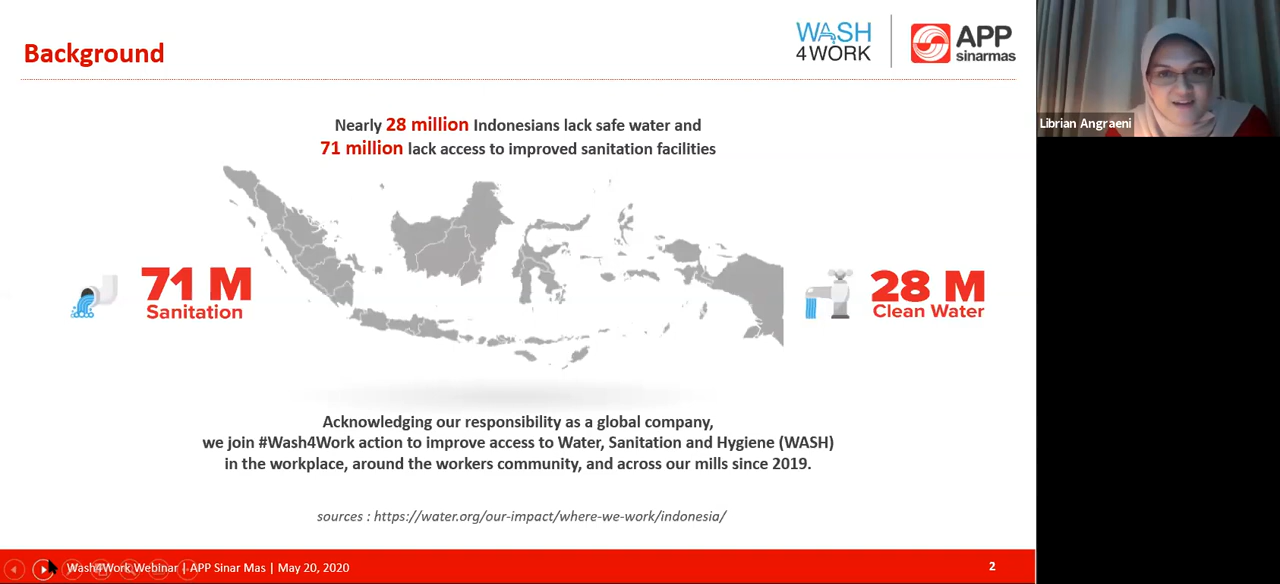 Background
WASH
4WORK
APP
sinarmas
Librian Angraeni
Nearly 28 million Indonesians lack safe water and
71 million lack access to improved sanitation facilities
71 M
Sanitation
28 M
Clean Water
Acknowledging our responsibility as a global company,
we join #Wash4Work action to improve access to Water, Sanitation and Hygiene (WASH)
in the workplace, around the workers community, and across our mills since 2019.
sources : https://water.org/our-impact/where-we-work/indonesia/
Wash4Work Webinar | APP Sinar Mas | May 20, 2020
2